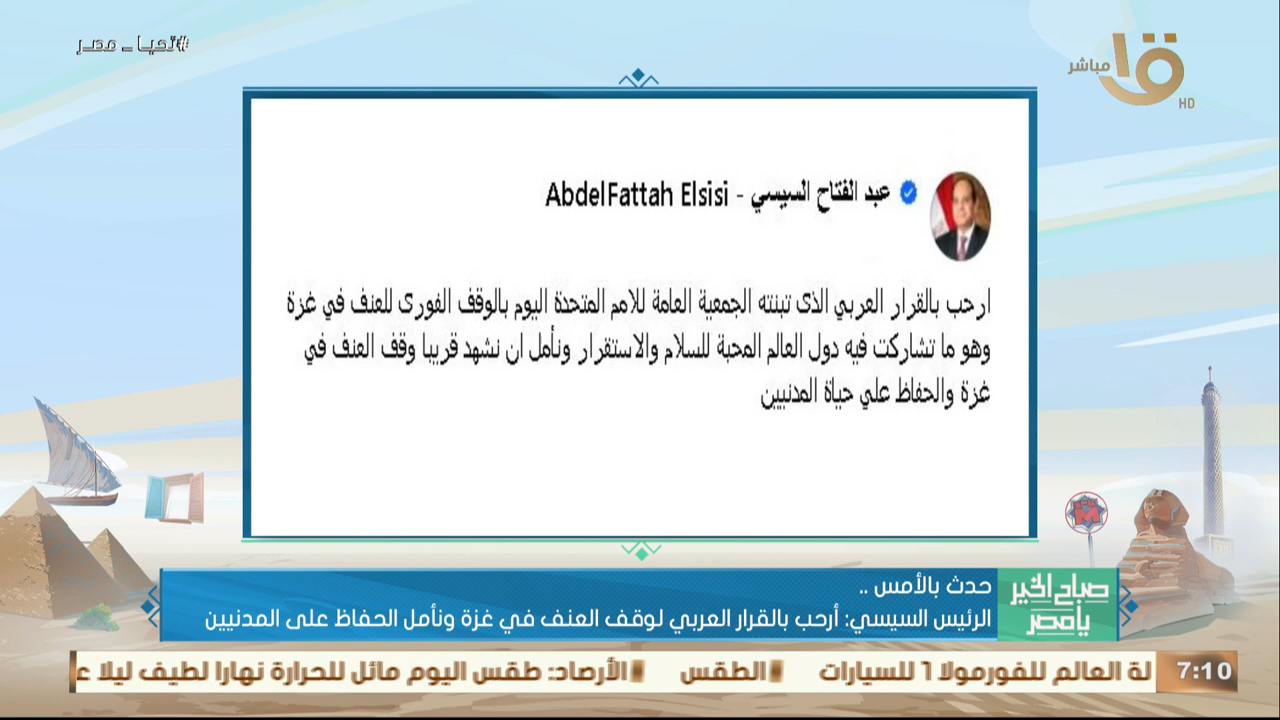 #تحيا_مصر
مباشر
HD
عبد الفتاح السيسي - AbdelFattah Elsisi
ارحب بالقرار العربي الذى تبنته الجمعية العامة للامم المتحدة اليوم بالوقف الفورى للعنف في غزة
وهو ما تشاركت فيه دول العالم المحبة للسلام والاستقرار ونأمل ان نشهد قريبا وقف العنف في
غزة والحفاظ علي حياة المدنيين
صباح الخير
يا مصر
حدث بالأمس ..
الرئيس السيسي: أرحب بالقرار العربي لوقف العنف في غزة ونأمل الحفاظ على المدنيين
7:10
لة العالم للفورمولا 1 للسيارات الطقس الأرصاد: طقس اليوم مائل للحرارة نهارا لطيف ليلا ع